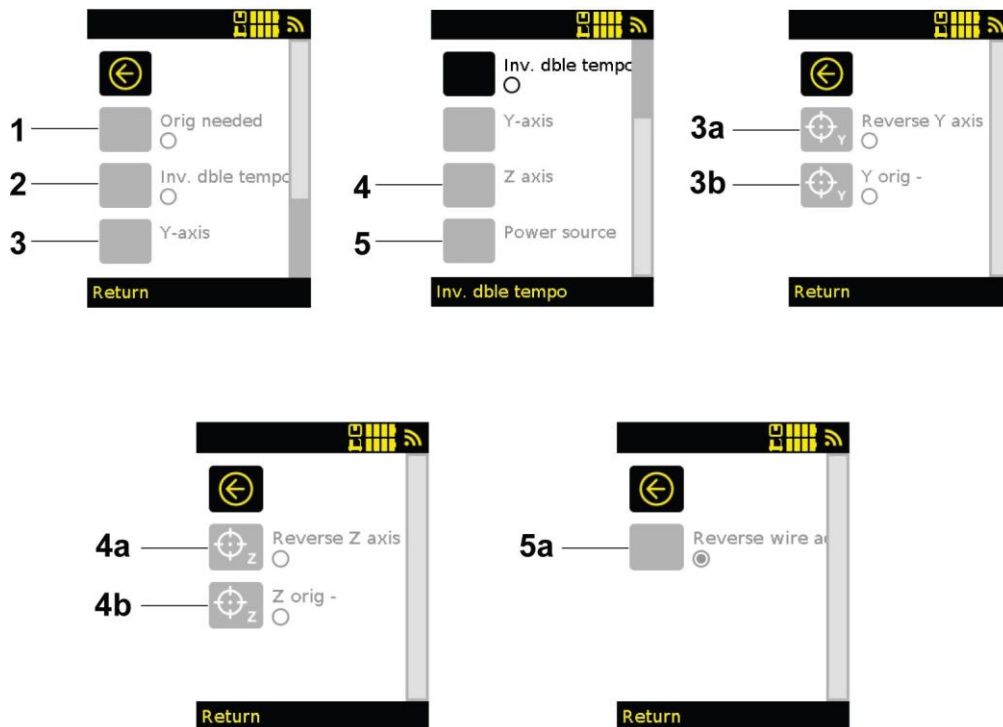 1
Orig needed
2
Inv. dble tempo
3
Y-axis
Return
Inv. dble tempo
Y-axis
4
Z axis
5
Power source
Inv. dble tempo
3a
Y
Reverse Y axis
3b
Y
Y orig -
Return
4a
Z
Reverse Z axis
4b
Z
Z orig -
Return
5a
Reverse wire
Return